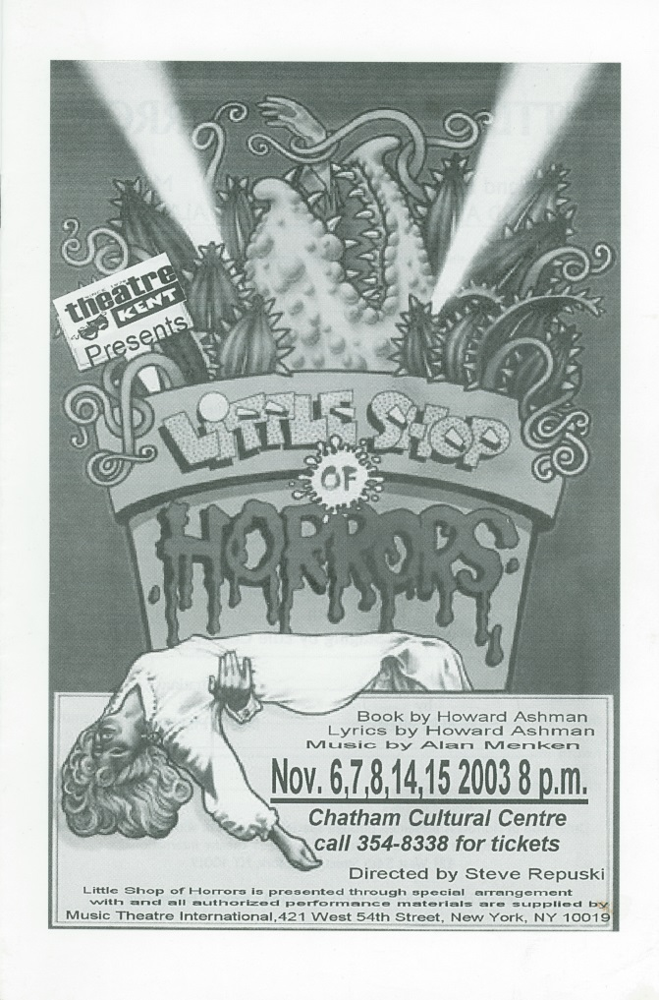 theatre
KENT
Presents
LITTLE SHOP
OF
HORRORS
Book by Howard Ashman
Lyrics by Howard Ashman
Music by Alan Menken
Nov. 6,7,8,14,15 2003 8 p.m.
Chatham Cultural Centre
call 354-8338 for tickets
Directed by Steve Repuski
Little Shop of Horrors is presented through special arrangement
with and all authorized performance materials are supplied by
Music Theatre International,421 West 54th Street, New York, NY 10019